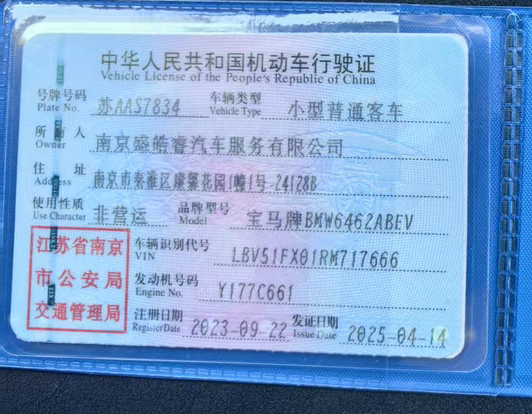 中华人民共和国机动车行驶证
Vehicle License of the People's Republic of China
号牌号码 苏AAS7834 车辆类型 小型普通客车
Plate No. Vehicle Type
所有人 南京盛皓睿汽车服务有限公司
Owner
住址 南京市秦淮区康馨花园1幢1号-24128B
Address
使用性质 非营运 品牌型号 宝马牌BMW6462ABEV
Use Character Model
江苏省南京 车辆识别代号 LBV51FX01RM717666
VIN
市公安局 发动机号码 Y177C661
Engine No.
交通管理局 注册日期 2023-09-22 发证日期 2025-04-14
Register Date Issue Date